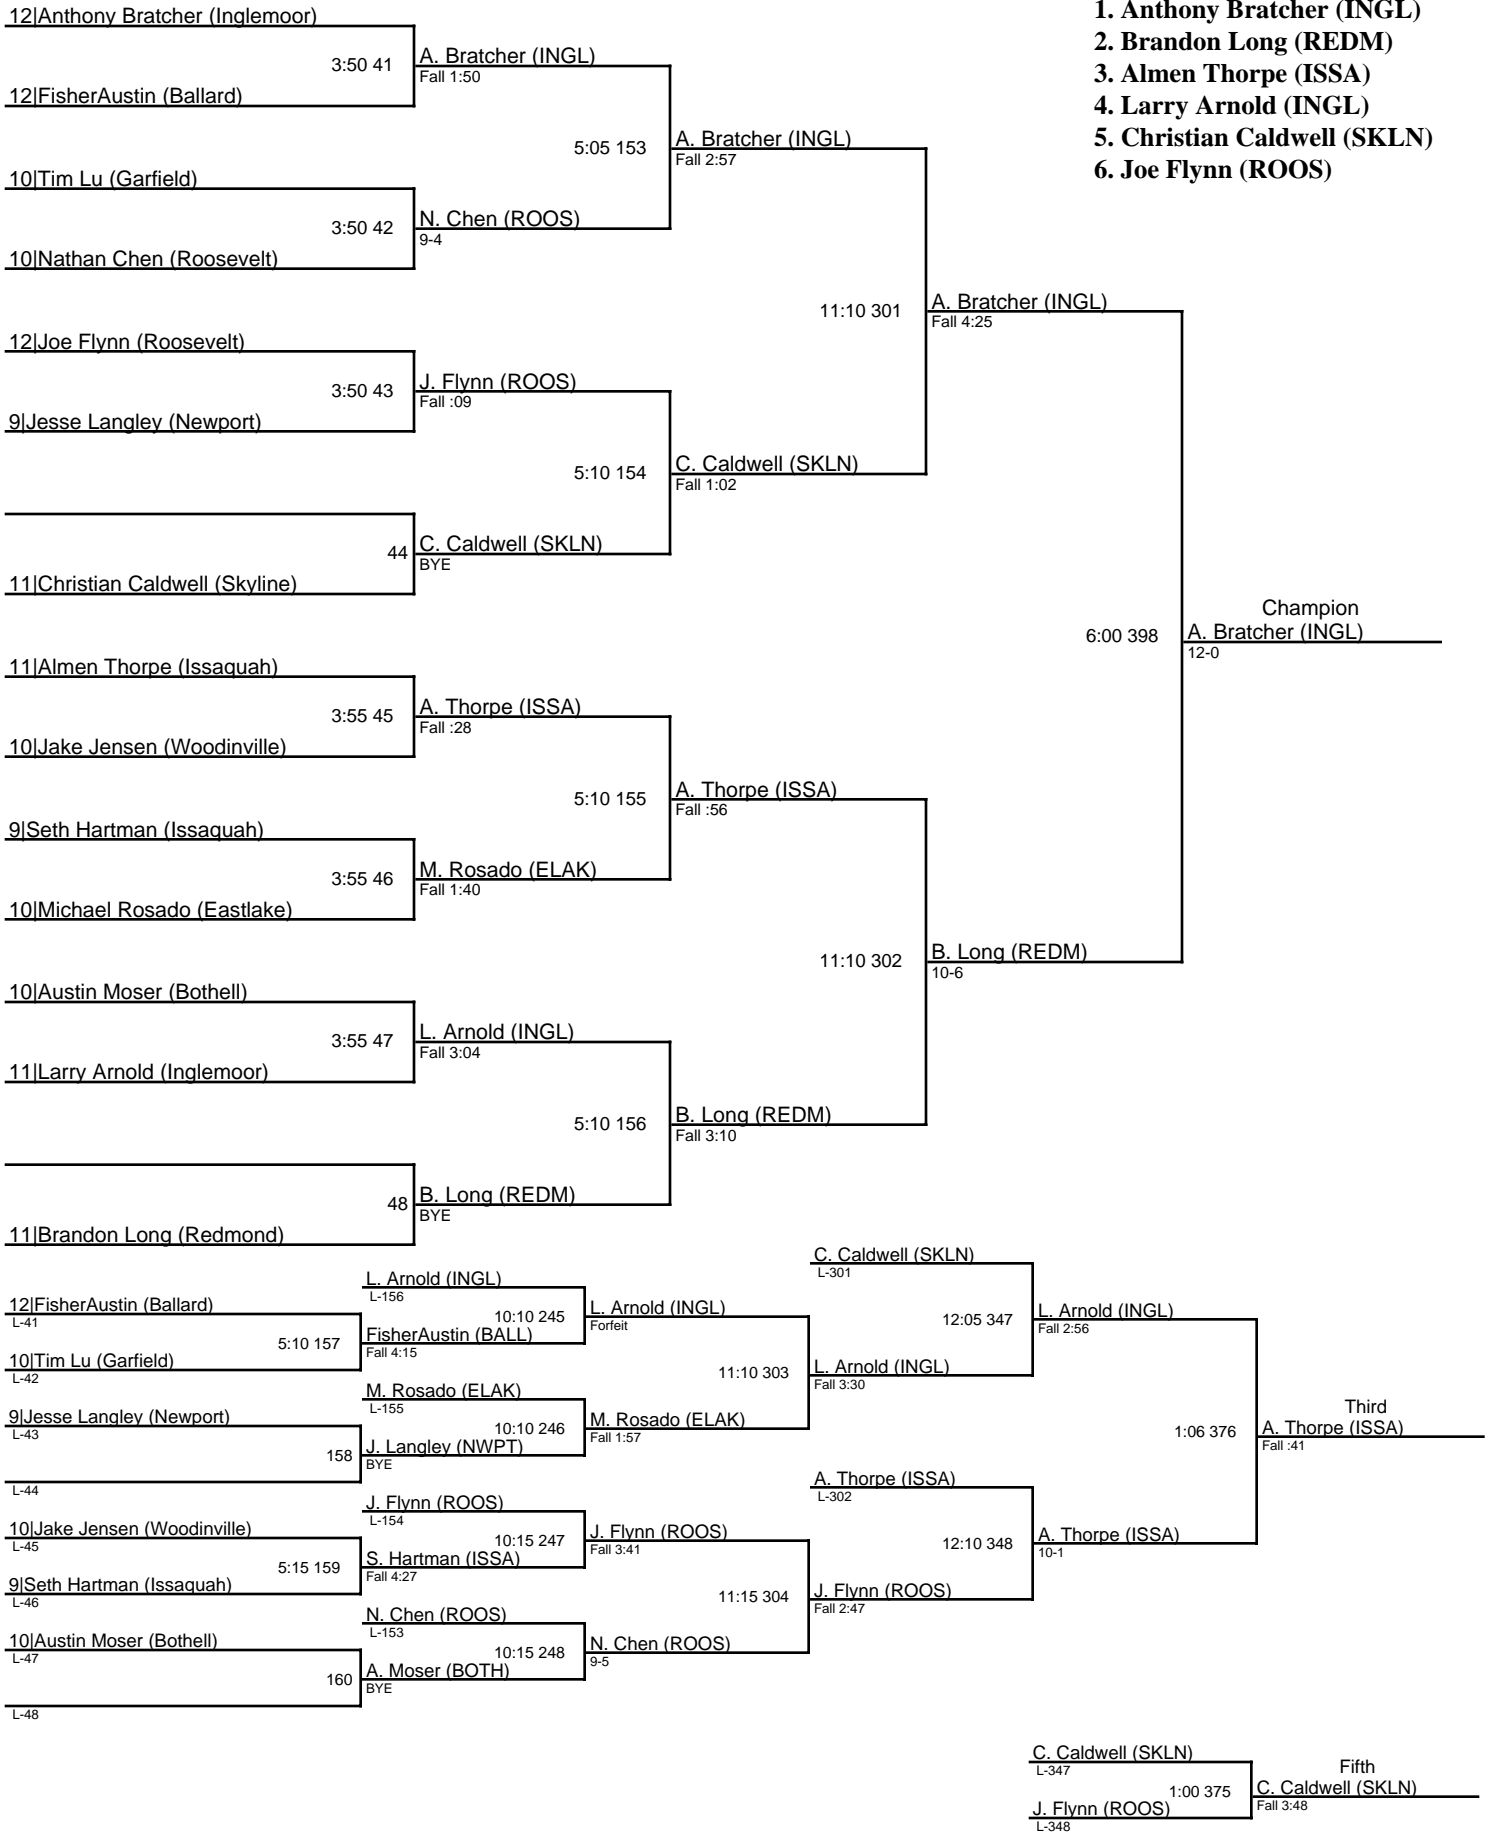 1. Anthony Bratcher (INGL)
2. Brandon Long (REDM)
3. Almen Thorpe (ISSA)
4. Larry Arnold (INGL)
5. Christian Caldwell (SKLN)
6. Joe Flynn (ROOS)
12|Anthony Bratcher (Inglemoor)
3:50 41
12|FisherAustin (Ballard)
A. Bratcher (INGL)
Fall 1:50
10|Tim Lu (Garfield)
3:50 42
10|Nathan Chen (Roosevelt)
N. Chen (ROOS)
9-4
5:05 153
A. Bratcher (INGL)
Fall 2:57
12|Joe Flynn (Roosevelt)
3:50 43
9|Jesse Langley (Newport)
J. Flynn (ROOS)
Fall :09
44
11|Christian Caldwell (Skyline)
C. Caldwell (SKLN)
BYE
5:10 154
C. Caldwell (SKLN)
Fall 1:02
11:10 301
A. Bratcher (INGL)
Fall 4:25
11|Almen Thorpe (Issaquah)
3:55 45
10|Jake Jensen (Woodinville)
A. Thorpe (ISSA)
Fall :28
9|Seth Hartman (Issaquah)
3:55 46
10|Michael Rosado (Eastlake)
M. Rosado (ELAK)
Fall 1:40
5:10 155
A. Thorpe (ISSA)
Fall :56
10|Austin Moser (Bothell)
3:55 47
11|Larry Arnold (Inglemoor)
L. Arnold (INGL)
Fall 3:04
48
11|Brandon Long (Redmond)
B. Long (REDM)
BYE
5:10 156
B. Long (REDM)
Fall 3:10
11:10 302
B. Long (REDM)
10-6
6:00 398
Champion
A. Bratcher (INGL)
12-0
12|FisherAustin (Ballard)
L-41
5:10 157
10|Tim Lu (Garfield)
L-42
L. Arnold (INGL)
L-156
10:10 245
FisherAustin (BALL)
Fall 4:15
L. Arnold (INGL)
Forfeit
9|Jesse Langley (Newport)
L-43
158
L-44
M. Rosado (ELAK)
L-155
10:10 246
J. Langley (NWPT)
BYE
M. Rosado (ELAK)
Fall 1:57
11:10 303
C. Caldwell (SKLN)
L-301
12:05 347
L. Arnold (INGL)
Fall 3:30
L. Arnold (INGL)
Fall 2:56
10|Jake Jensen (Woodinville)
L-45
5:15 159
9|Seth Hartman (Issaquah)
L-46
J. Flynn (ROOS)
L-154
10:15 247
S. Hartman (ISSA)
Fall 4:27
J. Flynn (ROOS)
Fall 3:41
10|Austin Moser (Bothell)
L-47
160
L-48
N. Chen (ROOS)
L-153
10:15 248
A. Moser (BOTH)
BYE
N. Chen (ROOS)
9-5
11:15 304
A. Thorpe (ISSA)
L-302
12:10 348
J. Flynn (ROOS)
Fall 2:47
A. Thorpe (ISSA)
10-1
1:06 376
Third
A. Thorpe (ISSA)
Fall :41
C. Caldwell (SKLN)
L-347
1:00 375
J. Flynn (ROOS)
L-348
Fifth
C. Caldwell (SKLN)
Fall 3:48